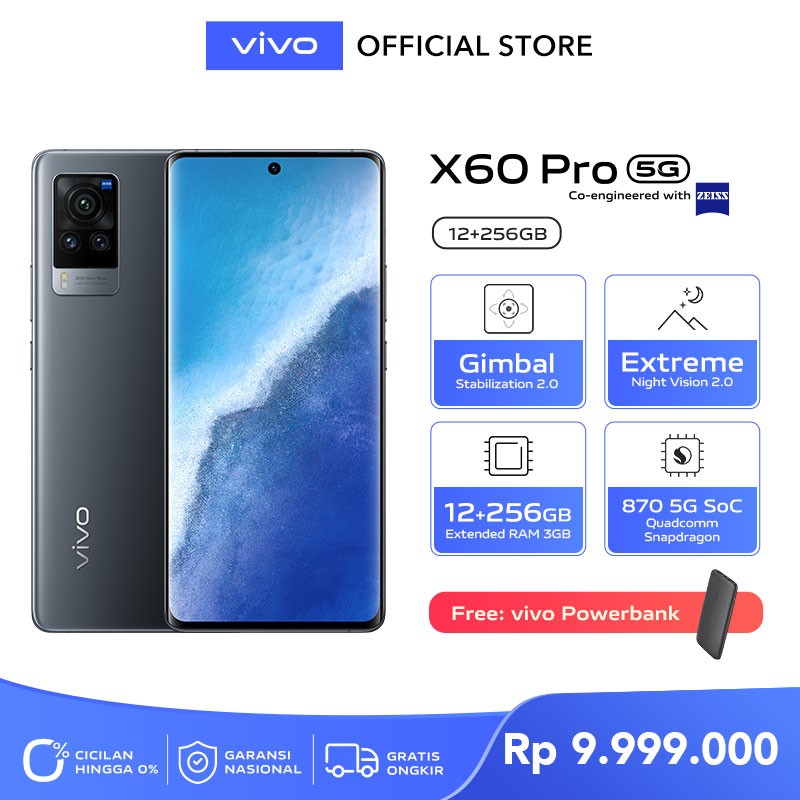 vivo OFFICIAL STORE
X60 Pro 5G
Co-engineered with ZEISS
12+256GB
Gimbal
Stabilization 2.0
Extreme
Night Vision 2.0
12+256GB
Extended RAM 3GB
870 5G SoC
Quadcomm
Snapdragon
ZEISS
vivo
Free: vivo Powerbank
0% CICILAN
HINGGA 0%
GARANSI
NASIONAL
GRATIS
ONGKIR
Rp 9.999.000